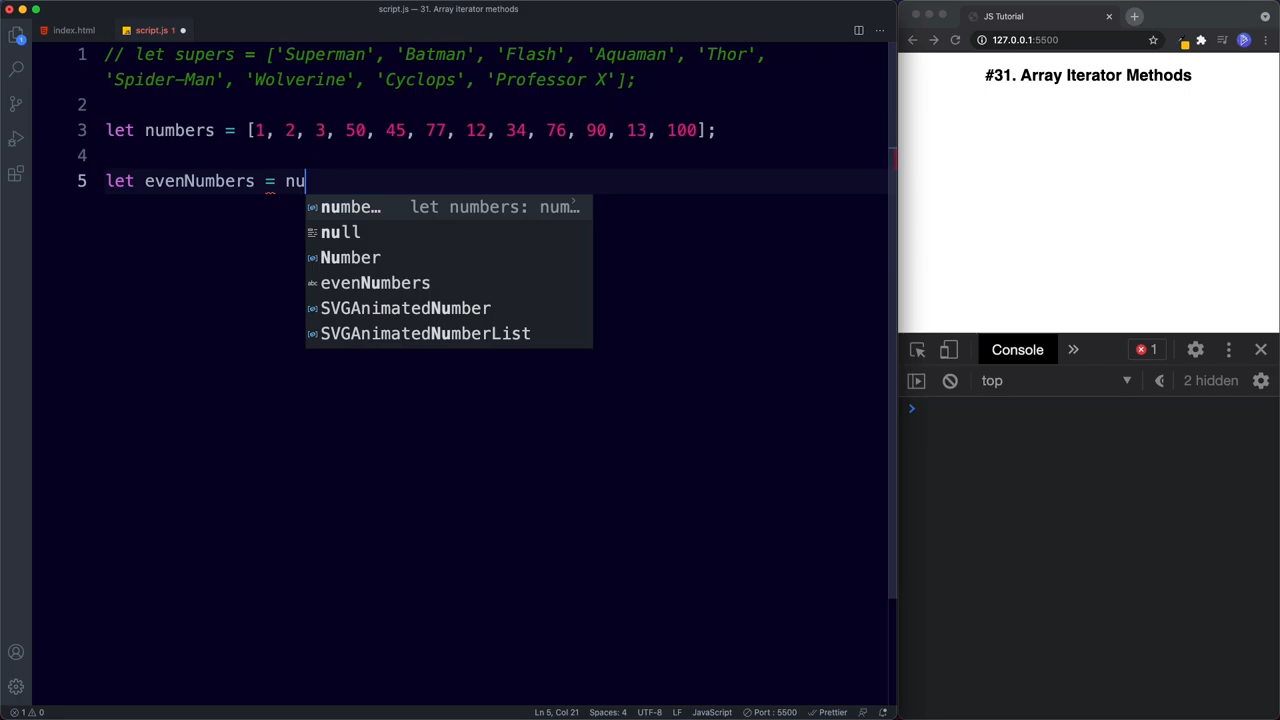 script.js — 31. Array iterator methods
index.html
script.js 1
1 // let supers = ['Superman', 'Batman', 'Flash', 'Aquaman', 'Thor',
'Spider-Man', 'Wolverine', 'Cyclops', 'Professor X'];
2
3 let numbers = [1, 2, 3, 50, 45, 77, 12, 34, 76, 90, 13, 100];
4
5 let evenNumbers = nu
numbe… let numbers: num…
null
Number
abc evenNumbers
SVGAnimatedNumber
SVGAnimatedNumberList
1 0
Ln 5, Col 21 Spaces: 4 UTF-8 LF JavaScript Port : 5500 Prettier
JS Tutorial
127.0.0.1:5500
#31. Array Iterator Methods
Console » 1
top 2 hidden
>